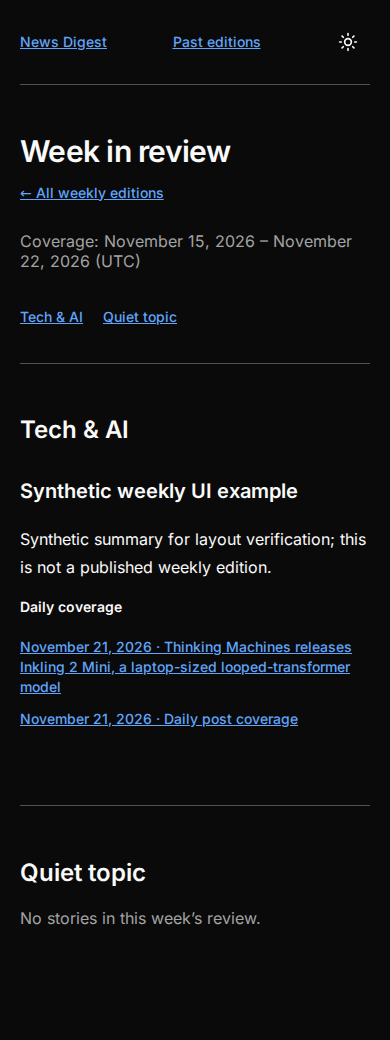 News Digest
Past editions
Week in review
← All weekly editions
Coverage: November 15, 2026 – November
22, 2026 (UTC)
Tech & AI
Quiet topic
Tech & AI
Synthetic weekly UI example
Synthetic summary for layout verification; this
is not a published weekly edition.
Daily coverage
November 21, 2026 · Thinking Machines releases
Inkling 2 Mini, a laptop-sized looped-transformer
model
November 21, 2026 · Daily post coverage
Quiet topic
No stories in this week’s review.